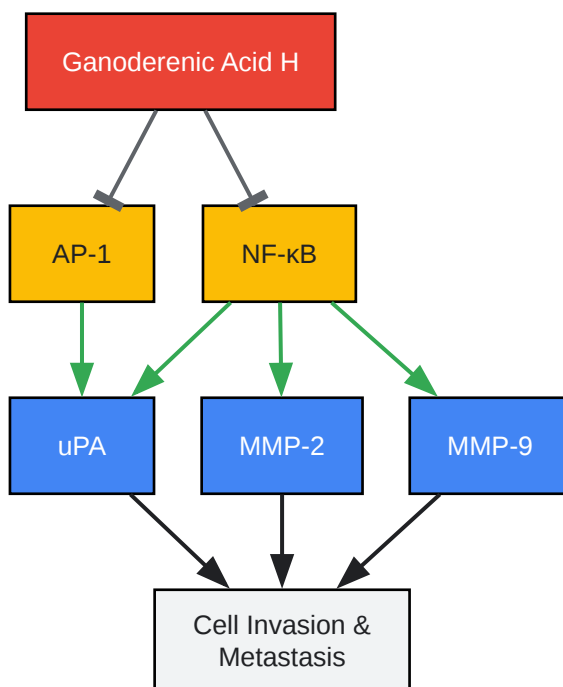 Ganoderenic Acid H
AP-1
NF-κB
uPA
MMP-2
MMP-9
Cell Invasion &
Metastasis